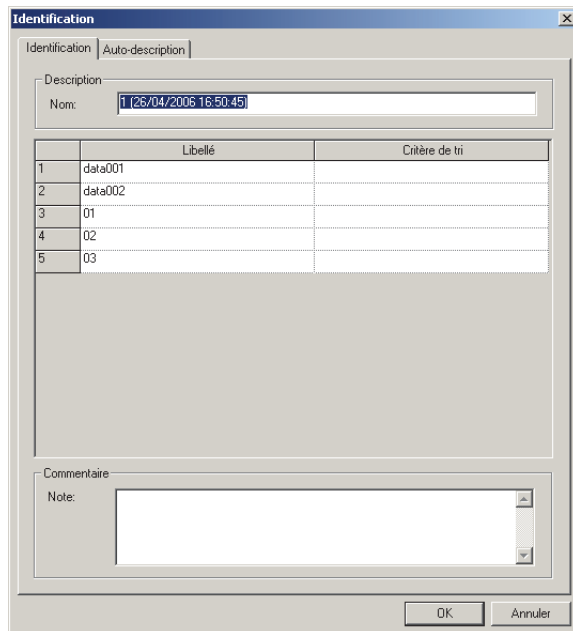 Identification
Identification Auto-description
Description
Nom: 1 (26/04/2006 16:50:45)
Libellé Critère de tri
1 data001
2 data002
3 01
4 02
5 03
Commentaire
Note:
OK Annuler